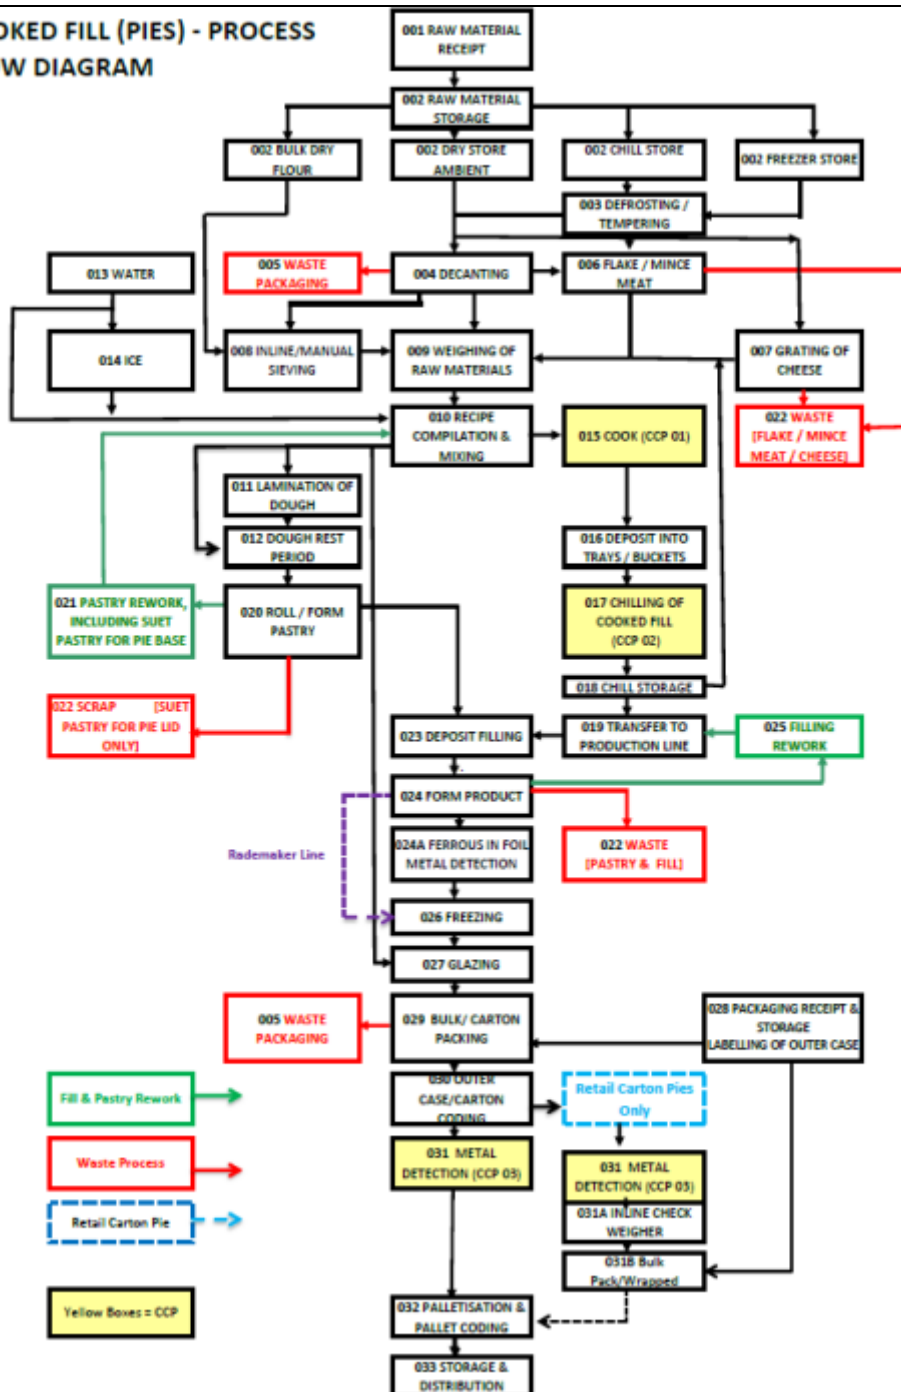 OKED FILL (PIES) - PROCESS
W DIAGRAM
001 RAW MATERIAL
RECEIPT
002 RAW MATERIAL
STORAGE
002 BULK DRY
FLOUR
002 DRY STORE
AMBIENT
002 CHILL STORE
002 FREEZER STORE
003 DEFROSTING /
TEMPERING
013 WATER
005 WASTE
PACKAGING
004 DECANTING
006 FLAKE / MINCE
MEAT
014 ICE
008 INLINE/MANUAL
SIEVING
009 WEIGHING OF
RAW MATERIALS
007 GRATING OF
CHEESE
010 RECIPE
COMPILATION &
MIXING
015 COOK (CCP 01)
022 WASTE
[FLAKE / MINCE
MEAT / CHEESE]
011 LAMINATION OF
DOUGH
012 DOUGH REST
PERIOD
016 DEPOSIT INTO
TRAYS / BUCKETS
021 PASTRY REWORK,
INCLUDING SUET
PASTRY FOR PIE BASE
020 ROLL / FORM
PASTRY
017 CHILLING OF
COOKED FILL
(CCP 02)
018 CHILL STORAGE
022 SCRAP [SUET
PASTRY FOR PIE LID
ONLY]
023 DEPOSIT FILLING
019 TRANSFER TO
PRODUCTION LINE
025 FILLING
REWORK
024 FORM PRODUCT
Rademaker Line
024A FERROUS IN FOIL
METAL DETECTION
022 WASTE
[PASTRY & FILL]
026 FREEZING
027 GLAZING
005 WASTE
PACKAGING
029 BULK/ CARTON
PACKING
028 PACKAGING RECEIPT &
STORAGE
LABELLING OF OUTER CASE
Fill & Pastry Rework
030 OUTER
CASE/CARTON
CODING
Retail Carton Pies
Only
Waste Process
031 METAL
DETECTION (CCP 03)
031 METAL
DETECTION (CCP 03)
Retail Carton Pie
031A INLINE CHECK
WEIGHER
031B Bulk
Pack/Wrapped
Yellow Boxes = CCP
032 PALLETISATION &
PALLET CODING
033 STORAGE &
DISTRIBUTION